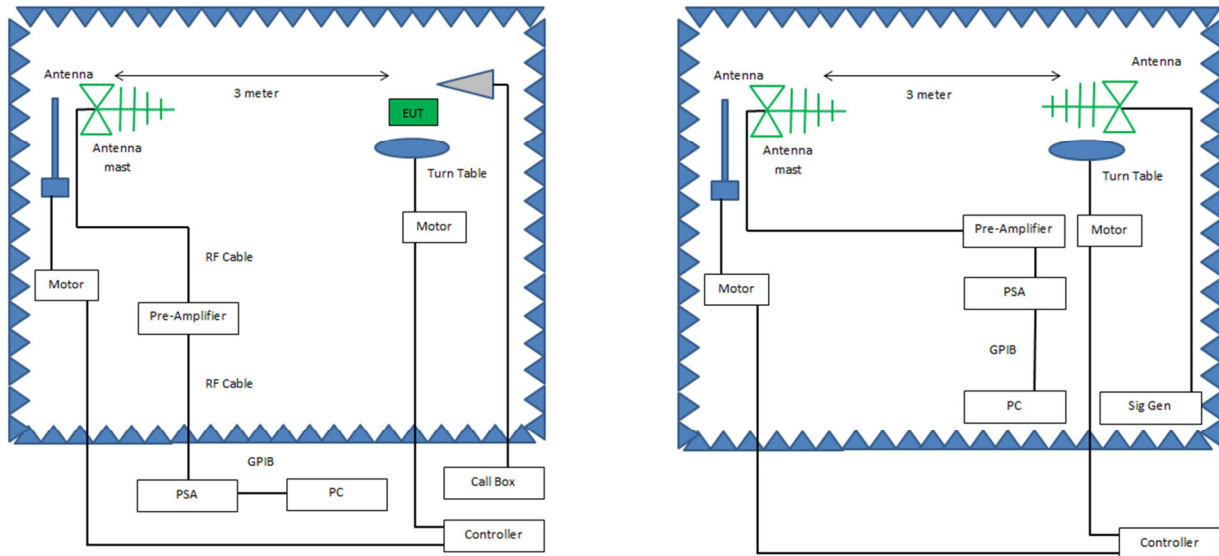 Antenna
3 meter
EUT
Antenna
mast
Turn Table
Motor
RF Cable
Motor
Pre-Amplifier
RF Cable
GPIB
PSA
PC
Call Box
Controller
Antenna
Antenna
3 meter
Antenna
mast
Turn Table
Pre-Amplifier
Motor
Motor
PSA
GPIB
PC
Sig Gen
Controller